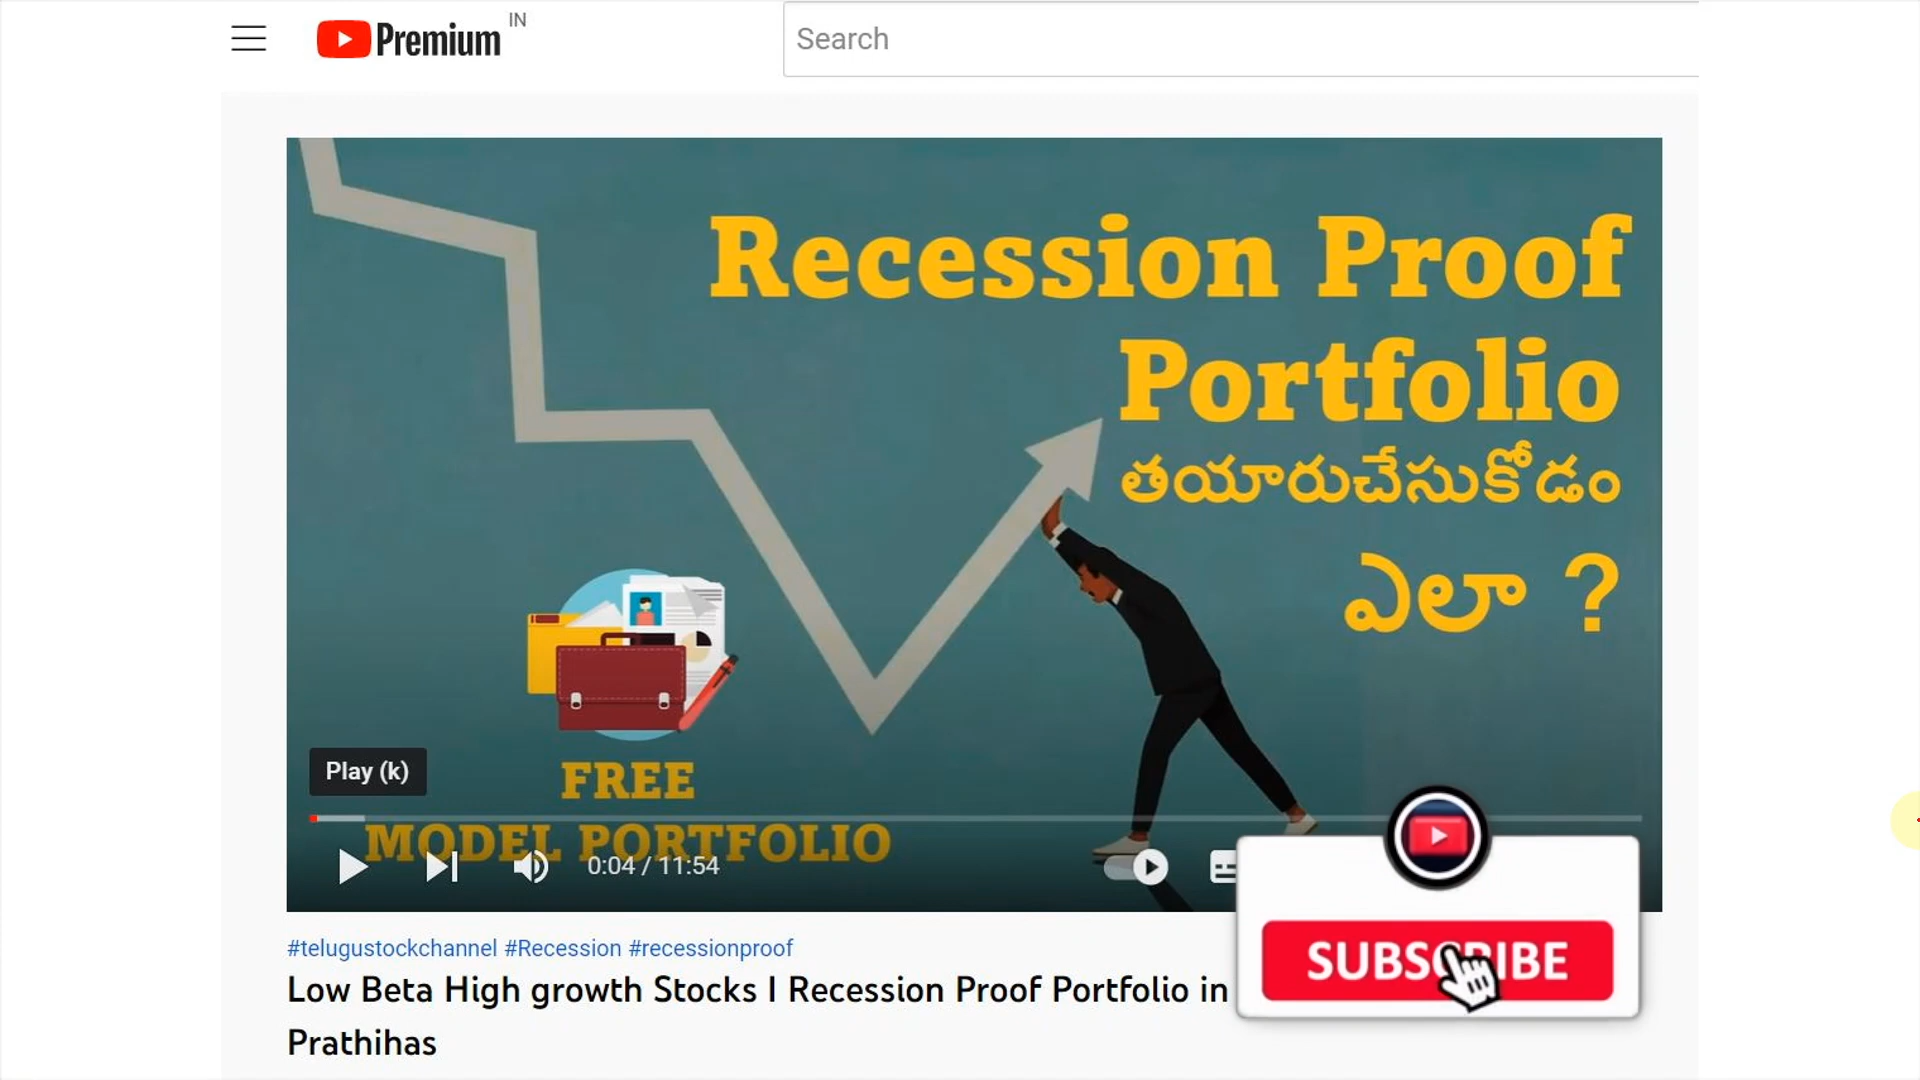 Premium IN
Search
Recession Proof
Portfolio
తయారుచేసుకోడం
ఎలా ?
Play (k)
FREE
MODEL PORTFOLIO
0:04 / 11:54
#telugustockchannel #Recession #recessionproof
Low Beta High growth Stocks I Recession Proof Portfolio in
Prathihas
SUBSCRIBE